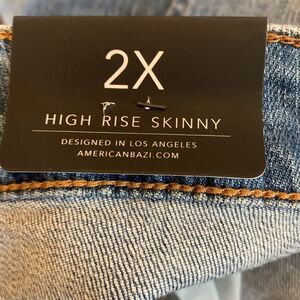 2X
HIGH RISE SKINNY
DESIGNED IN LOS ANGELES
AMERICANBAZI.COM